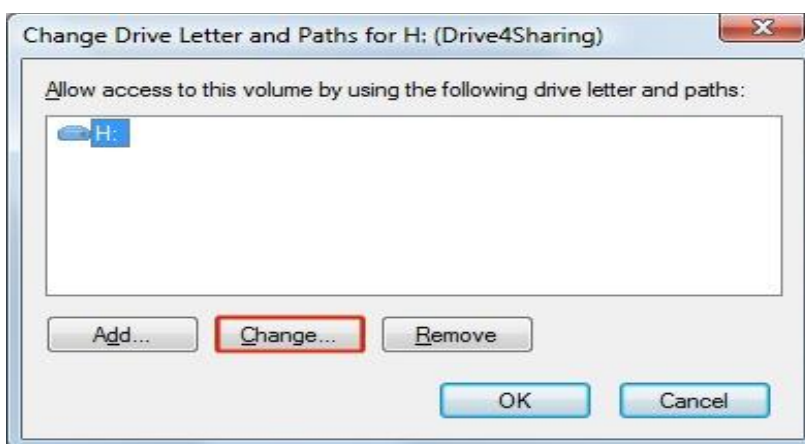 Change Drive Letter and Paths for H: (Drive4Sharing)
Allow access to this volume by using the following drive letter and paths:
H:
Add... Change... Remove
OK Cancel